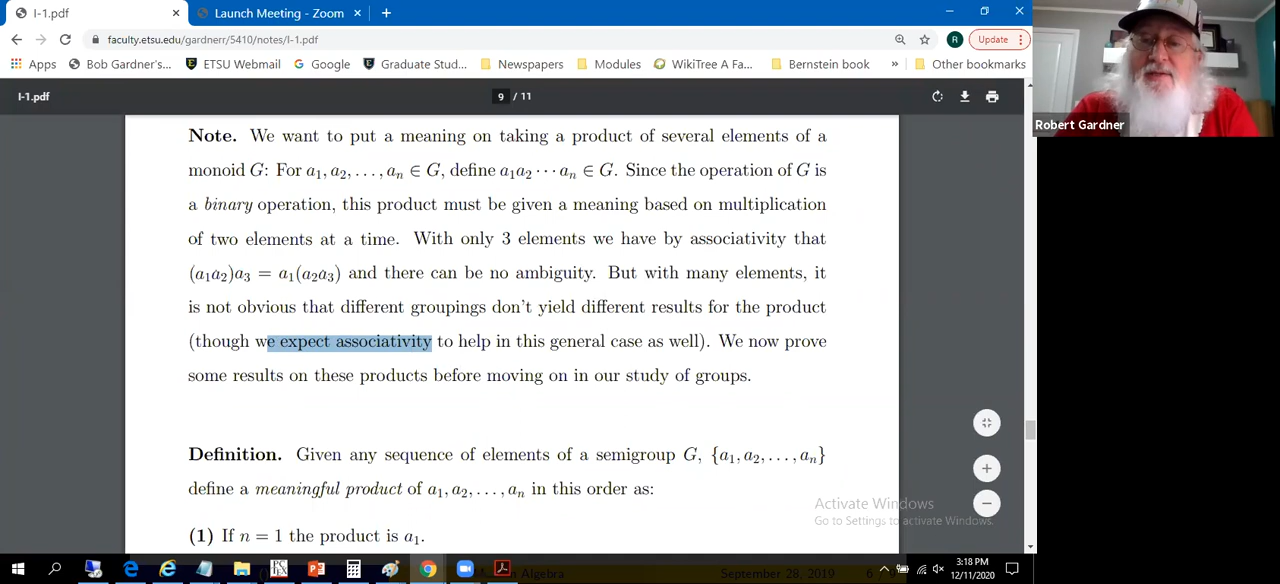 I-1.pdf
Launch Meeting - Zoom
faculty.etsu.edu/gardnerr/5410/notes/I-1.pdf
R
Update
Apps
Bob Gardner's...
ETSU Webmail
Google
Graduate Stud...
Newspapers
Modules
WikiTree A Fa...
Bernstein book
»
Other bookmarks
I-1.pdf
9 / 11
Robert Gardner
Note. We want to put a meaning on taking a product of several elements of a
monoid G: For a₁, a₂, . . . , aₙ ∈ G, define a₁a₂ · · · aₙ ∈ G. Since the operation of G is
a binary operation, this product must be given a meaning based on multiplication
of two elements at a time. With only 3 elements we have by associativity that
(a₁a₂)a₃ = a₁(a₂a₃) and there can be no ambiguity. But with many elements, it
is not obvious that different groupings don't yield different results for the product
(though we expect associativity to help in this general case as well). We now prove
some results on these products before moving on in our study of groups.
Definition. Given any sequence of elements of a semigroup G, {a₁, a₂, . . . , aₙ}
define a meaningful product of a₁, a₂, . . . , aₙ in this order as:
(1) If n = 1 the product is a₁.
Activate Windows
Go to Settings to activate Windows.
3:18 PM
12/11/2020
Algebra
September 28, 2019